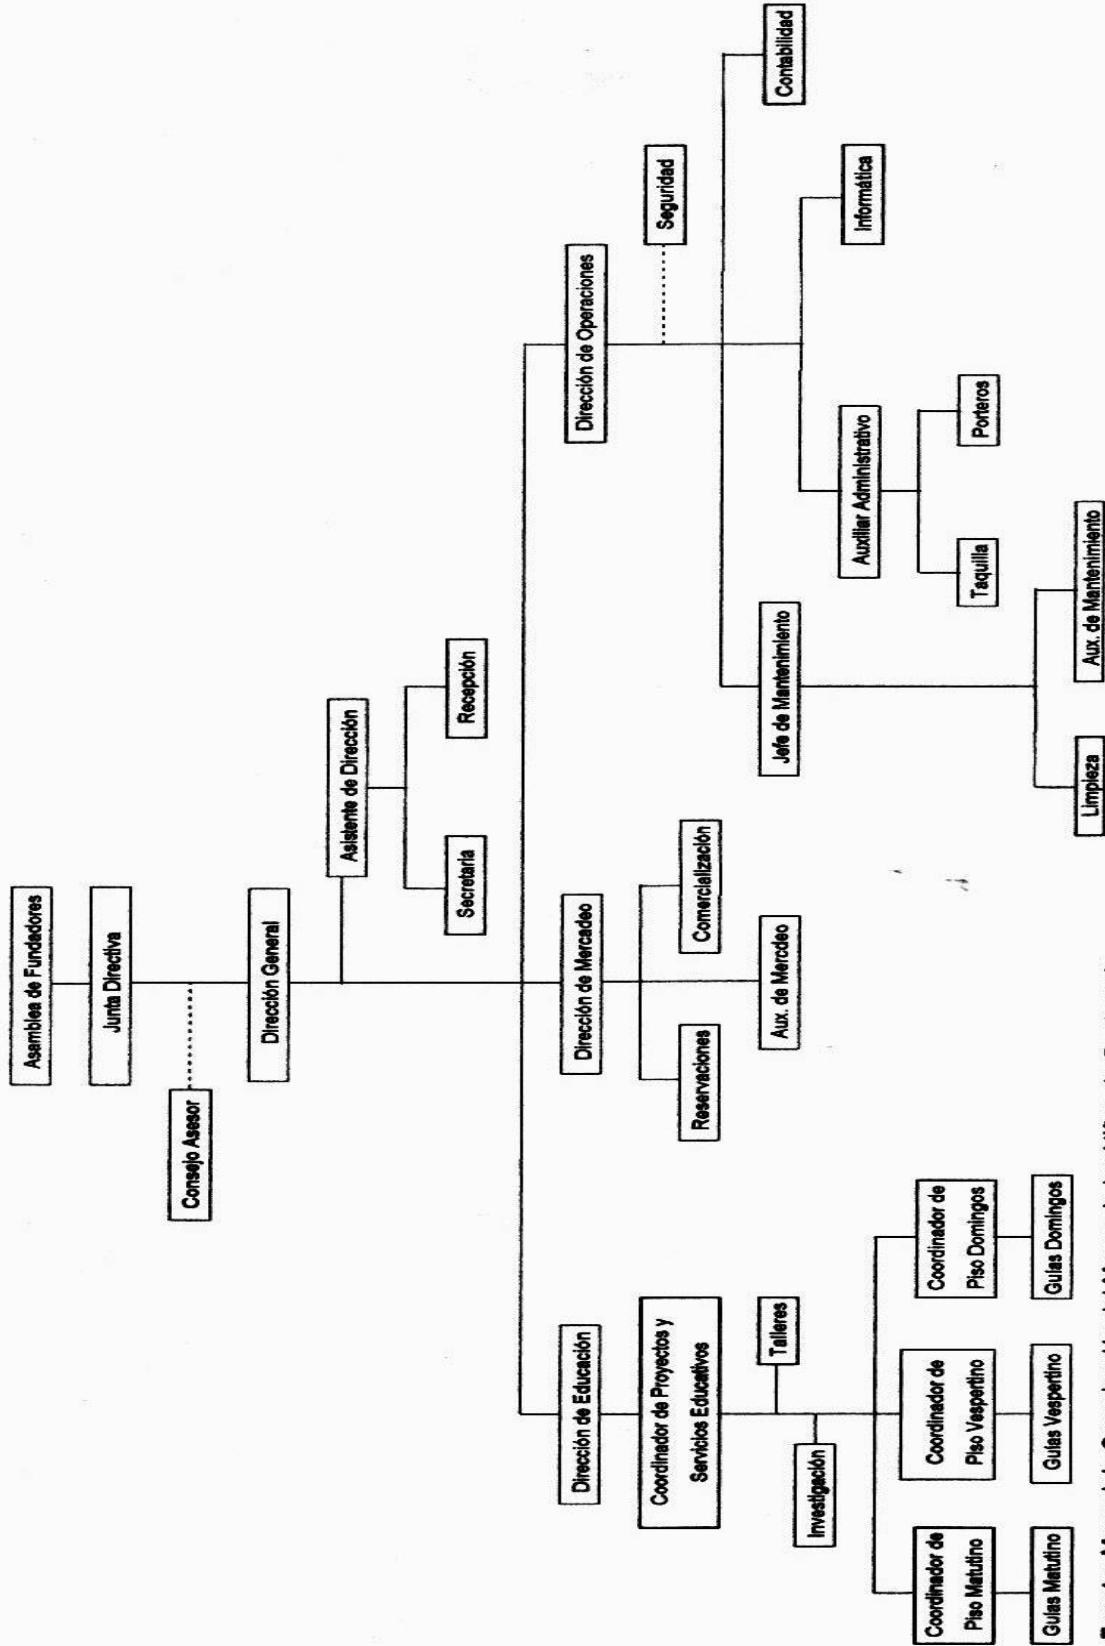 Asamblea de Fundadores
Junta Directiva
Consejo Asesor
Dirección General
Asistente de Dirección
Secretaria
Recepción
Dirección de Educación
Dirección de Mercadeo
Dirección de Operaciones
Coordinador de Proyectos y
Servicios Educativos
Seguridad
Reservaciones
Comercialización
Aux. de Mercdeo
Talleres
Investigación
Jefe de Mantenimiento
Contabilidad
Auxiliar Administrativo
Informática
Coordinador de
Piso Matutino
Coordinador de
Piso Vespertino
Coordinador de
Piso Domingos
Taquilla
Porteros
Guías Matutino
Guías Vespertino
Guías Domingos
Limpieza
Aux. de Mantenimiento